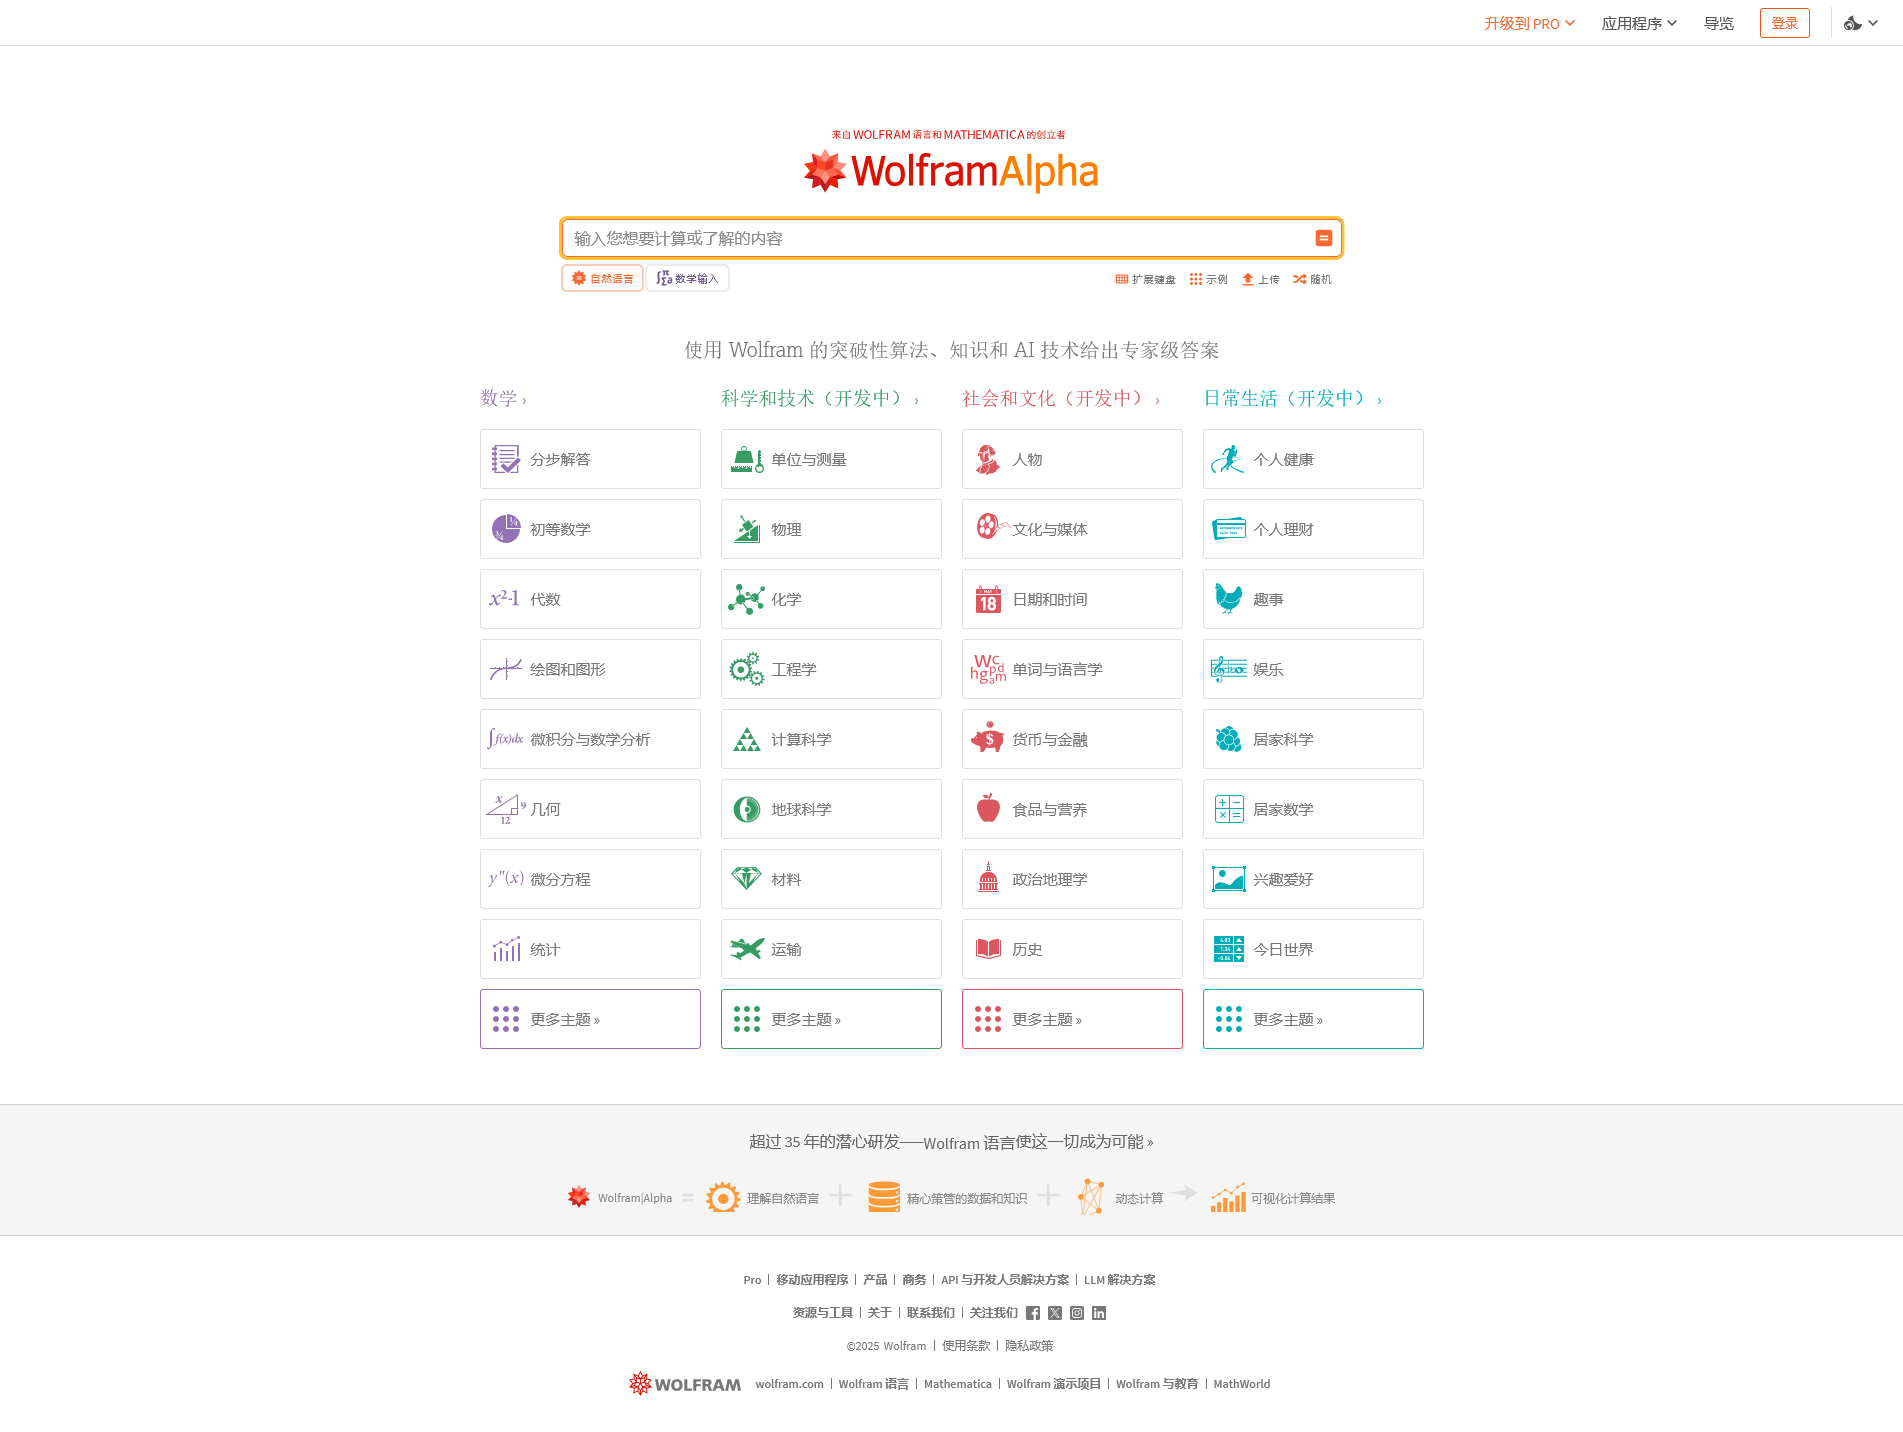 升级到 PRO 应用程序 导览 登录
来自 WOLFRAM 语言和 MATHEMATICA 的创立者
WolframAlpha
输入您想要计算或了解的内容
自然语言 数学输入 扩展键盘 示例 上传 随机
使用 Wolfram 的突破性算法、知识和 AI 技术给出专家级答案
数学 ›
分步解答
初等数学
代数
绘图和图形
微积分与数学分析
几何
微分方程
统计
更多主题 »
科学和技术（开发中） ›
单位与测量
物理
化学
工程学
计算科学
地球科学
材料
运输
更多主题 »
社会和文化（开发中） ›
人物
文化与媒体
日期和时间
单词与语言学
货币与金融
食品与营养
政治地理学
历史
更多主题 »
日常生活（开发中） ›
个人健康
个人理财
趣事
娱乐
居家科学
居家数学
兴趣爱好
今日世界
更多主题 »
超过 35 年的潜心研发——Wolfram 语言使这一切成为可能 »
Wolfram|Alpha = 理解自然语言 + 精心策管的数据和知识 + 动态计算 可视化计算结果
Pro | 移动应用程序 | 产品 | 商务 | API 与开发人员解决方案 | LLM 解决方案
资源与工具 | 关于 | 联系我们 | 关注我们
©2025 Wolfram | 使用条款 | 隐私政策
WOLFRAM wolfram.com | Wolfram 语言 | Mathematica | Wolfram 演示项目 | Wolfram 与教育 | MathWorld